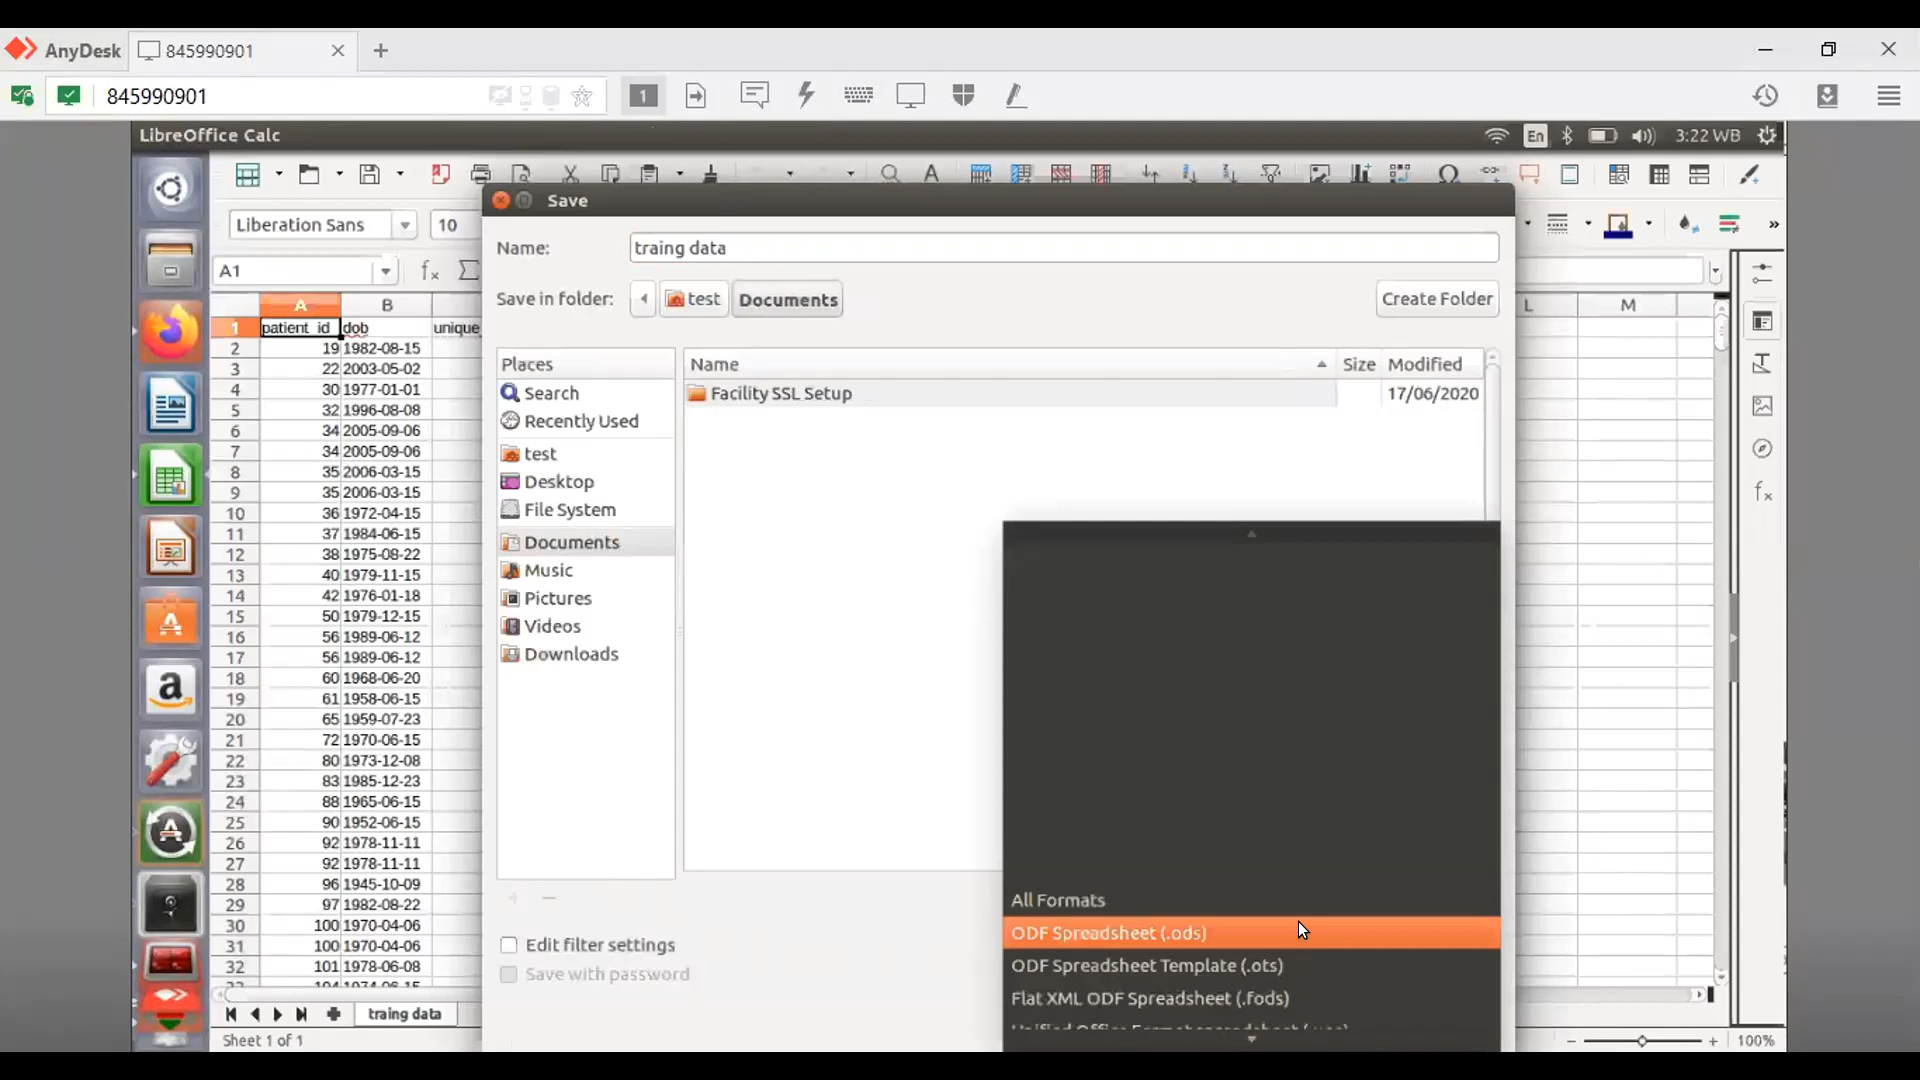 AnyDesk 845990901
845990901 1
LibreOffice Calc En 3:22 WB
Liberation Sans 10
Save
Name: traing data
A1
Save in folder: test Documents Create Folder
A B L M
1 patient_id dob unique
2 19 1982-08-15
3 22 2003-05-02
4 30 1977-01-01
5 32 1996-08-08
6 34 2005-09-06
7 34 2005-09-06
8 35 2006-03-15
9 35 2006-03-15
10 36 1972-04-15
11 37 1984-06-15
12 38 1975-08-22
13 40 1979-11-15
14 42 1976-01-18
15 50 1979-12-15
16 56 1989-06-12
17 56 1989-06-12
18 60 1968-06-20
19 61 1958-06-15
20 65 1959-07-23
21 72 1970-06-15
22 80 1973-12-08
23 83 1985-12-23
24 88 1965-06-15
25 90 1952-06-15
26 92 1978-11-11
27 92 1978-11-11
28 96 1945-10-09
29 97 1982-08-22
30 100 1970-04-06
31 100 1970-04-06
32 101 1978-06-08
Places
Search
Recently Used
test
Desktop
File System
Documents
Music
Pictures
Videos
Downloads
Name Size Modified
Facility SSL Setup 17/06/2020
All Formats
ODF Spreadsheet (.ods)
ODF Spreadsheet Template (.ots)
Flat XML ODF Spreadsheet (.fods)
Edit filter settings
Save with password
traing data
Sheet 1 of 1 100%